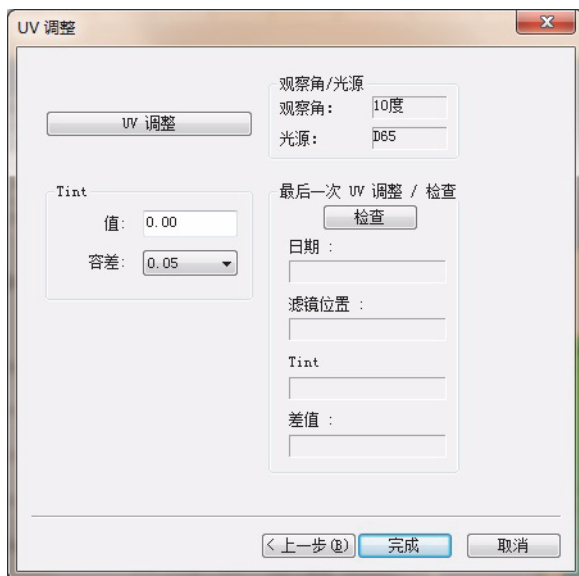 UV 调整
UV 调整
观察角/光源
观察角: 10度
光源: D65
Tint
值: 0.00
容差: 0.05
最后一次 UV 调整 / 检查
检查
日期 :
滤镜位置 :
Tint
差值 :
< 上一步(B)
完成
取消